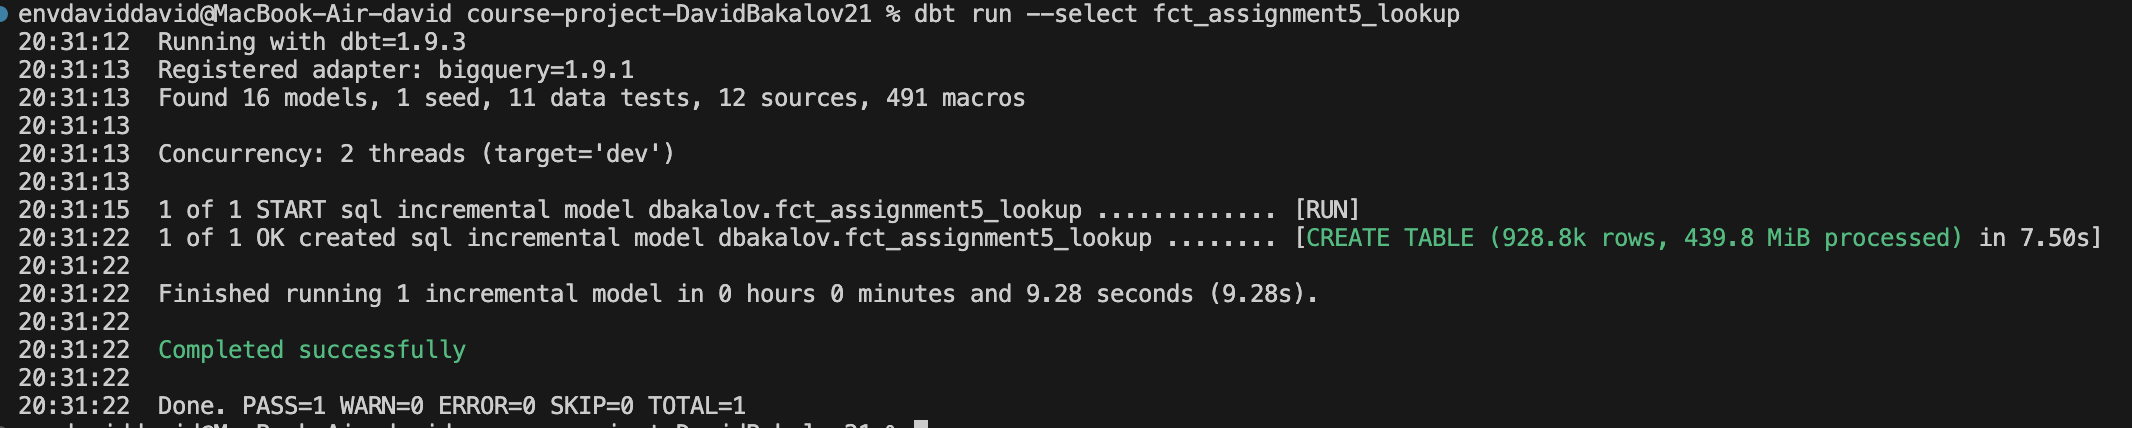 envdaviddavid@MacBook-Air-david course-project-DavidBakalov21 % dbt run --select fct_assignment5_lookup
20:31:12  Running with dbt=1.9.3
20:31:13  Registered adapter: bigquery=1.9.1
20:31:13  Found 16 models, 1 seed, 11 data tests, 12 sources, 491 macros
20:31:13
20:31:13  Concurrency: 2 threads (target='dev')
20:31:13
20:31:15  1 of 1 START sql incremental model dbakalov.fct_assignment5_lookup ............. [RUN]
20:31:22  1 of 1 OK created sql incremental model dbakalov.fct_assignment5_lookup ........ [CREATE TABLE (928.8k rows, 439.8 MiB processed) in 7.50s]
20:31:22
20:31:22  Finished running 1 incremental model in 0 hours 0 minutes and 9.28 seconds (9.28s).
20:31:22
20:31:22  Completed successfully
20:31:22
20:31:22  Done. PASS=1 WARN=0 ERROR=0 SKIP=0 TOTAL=1